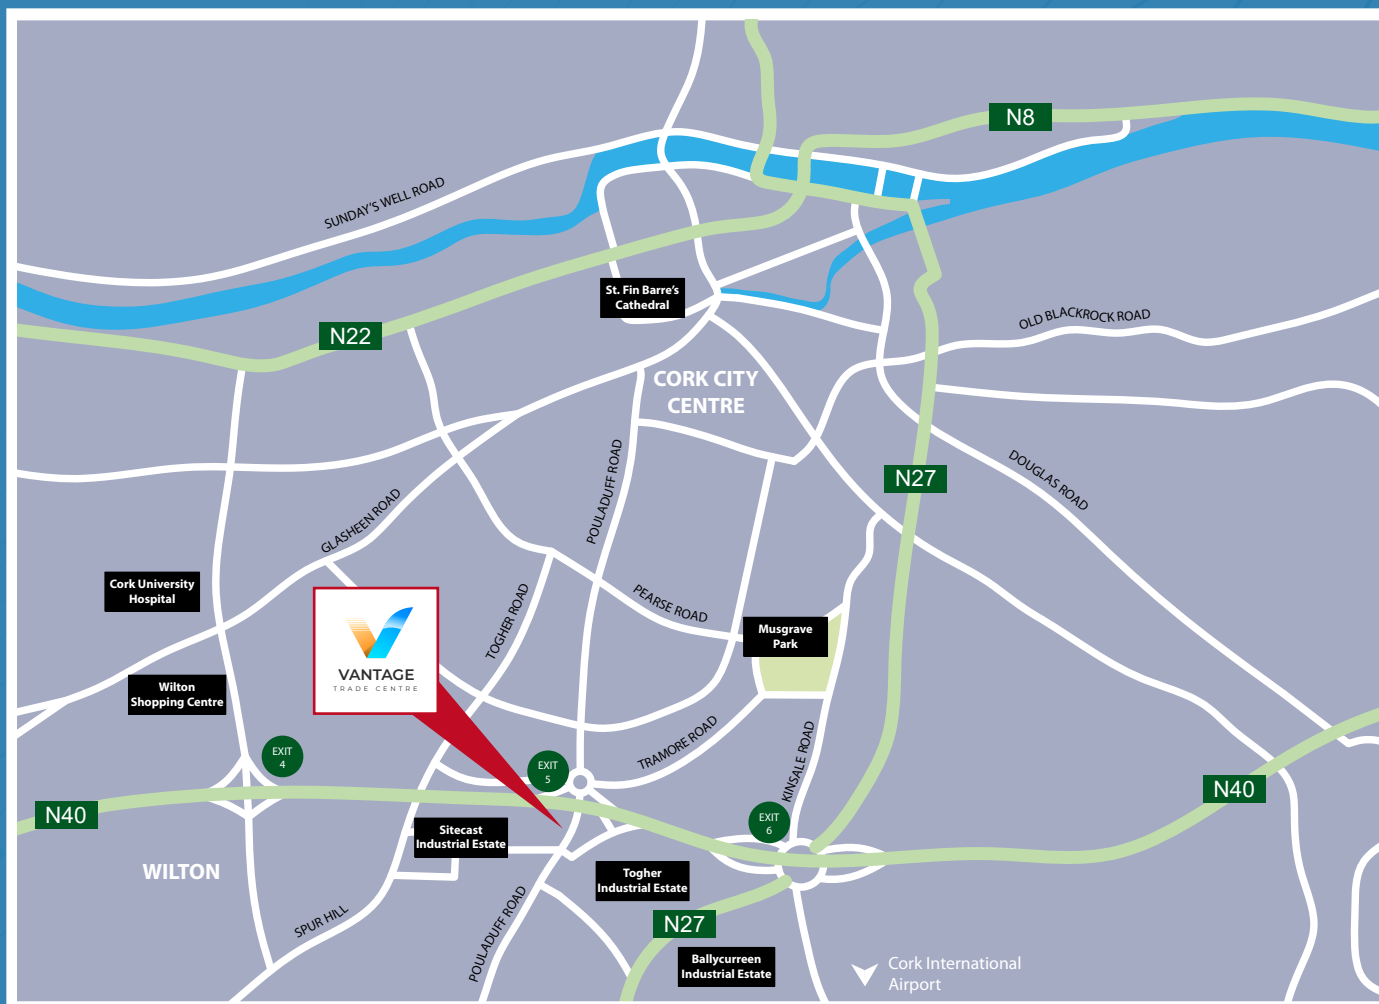 N8
SUNDAY'S WELL ROAD
St. Fin Barre's
Cathedral
N22
OLD BLACKROCK ROAD
CORK CITY
CENTRE
POULADUFF ROAD
N27
DOUGLAS ROAD
GLASHEEN ROAD
Cork University
Hospital
TOGHER ROAD
PEARSE ROAD
Musgrave
Park
VANTAGE
TRADE CENTRE
Wilton
Shopping Centre
EXIT
4
EXIT
5
TRAMORE ROAD
KINSALE ROAD
N40
N40
EXIT
6
Sitecast
Industrial Estate
WILTON
Togher
Industrial Estate
SPUR HILL
POULADUFF ROAD
N27
Ballycurreen
Industrial Estate
Cork International
Airport